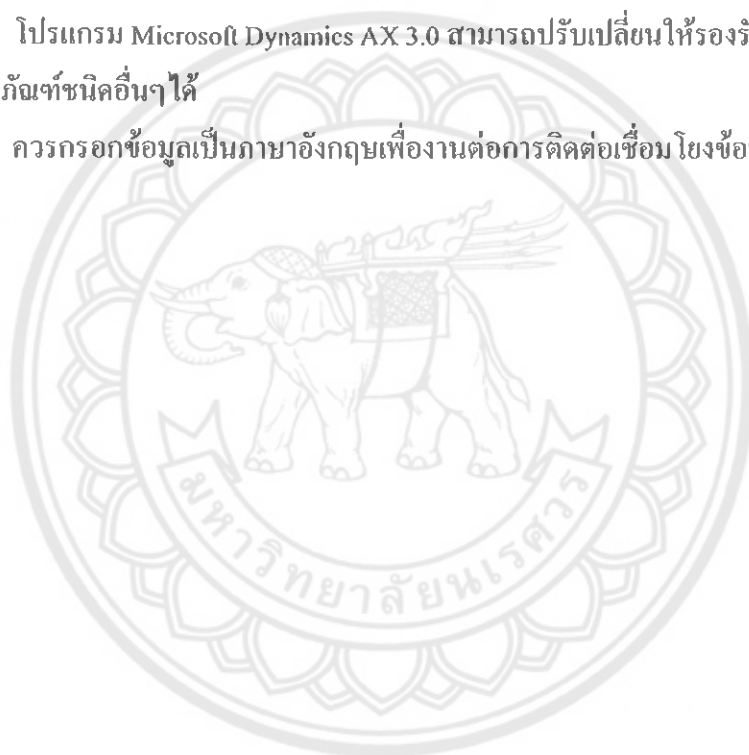 โปรแกรม Microsoft Dynamics AX 3.0 สามารถปรับเปลี่ยนให้รองรั
ภัณฑ์ชนิดอื่นๆ ได้
ควรกรอกข้อมูลเป็นภาษาอังกฤษเพื่องานต่อการติดต่อเชื่อมโยงข้อ
มหาวิทยาลัยนเรศวร